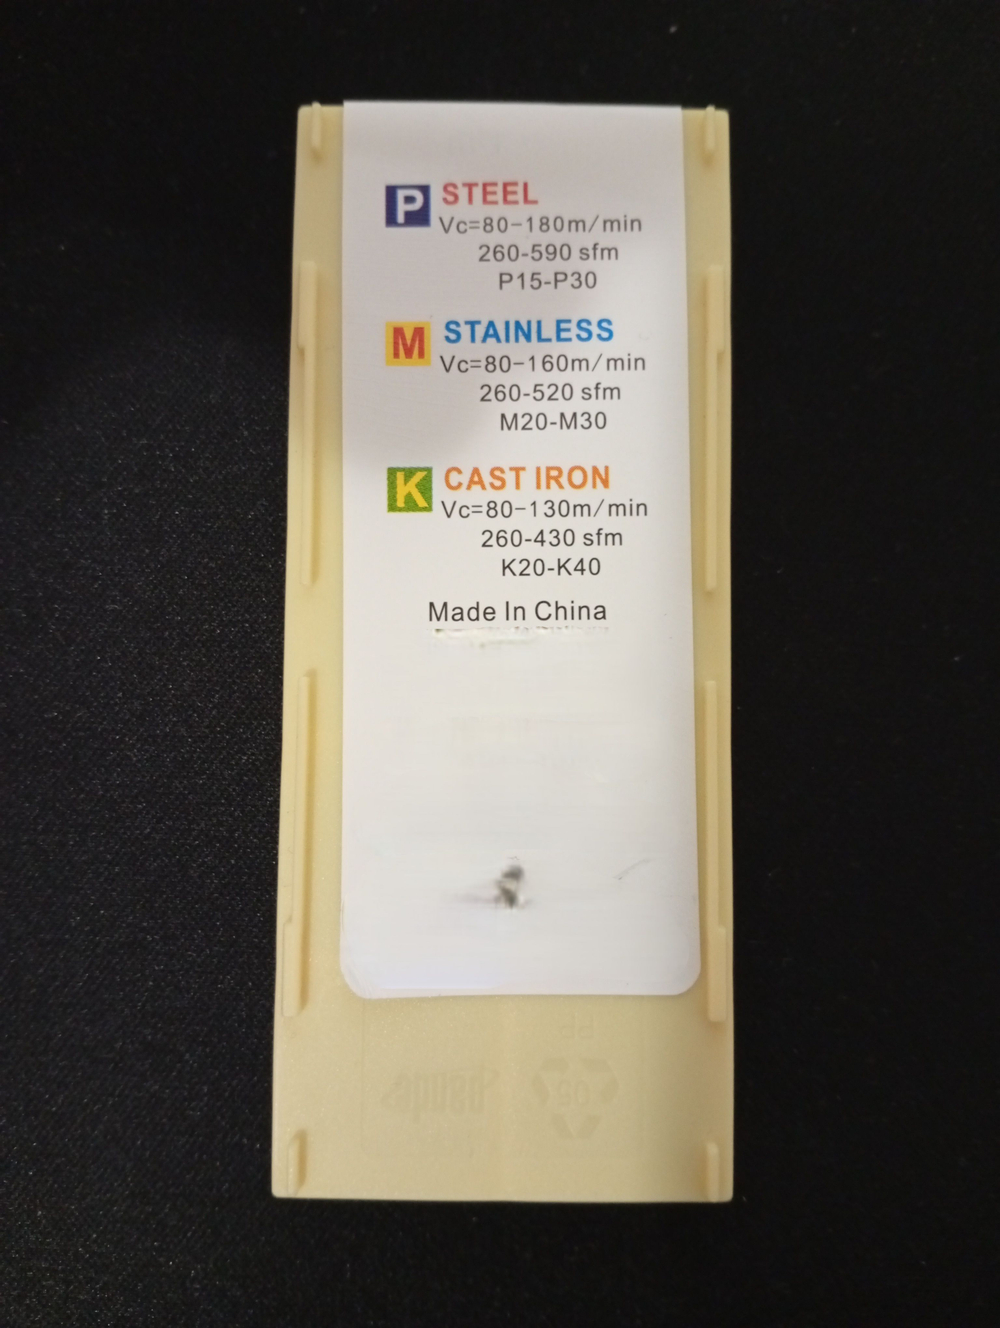 P STEEL
Vc=80-180m/min
260-590 sfm
P15-P30
M STAINLESS
Vc=80-160m/min
260-520 sfm
M20-M30
K CAST IRON
Vc=80-130m/min
260-430 sfm
K20-K40
Made In China